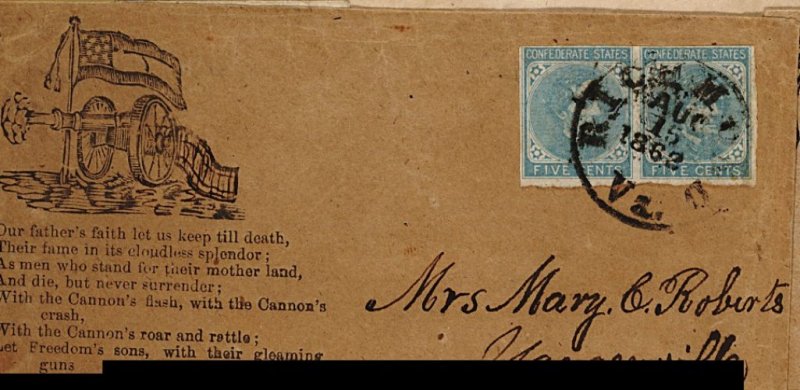 CONFEDERATE STATES
CONFEDERATE STATES
FIVE CENTS
FIVE CENTS
AUG
15
1862
Va.
Our father's faith let us keep till death,
Their fame in its cloudless splendor;
As men who stand for their mother land,
And die, but never surrender;
With the Cannon's flash, with the Cannon's
crash,
With the Cannon's roar and rattle;
Let Freedom's sons, with their gleaming
guns
Mrs Mary. C. Roberts